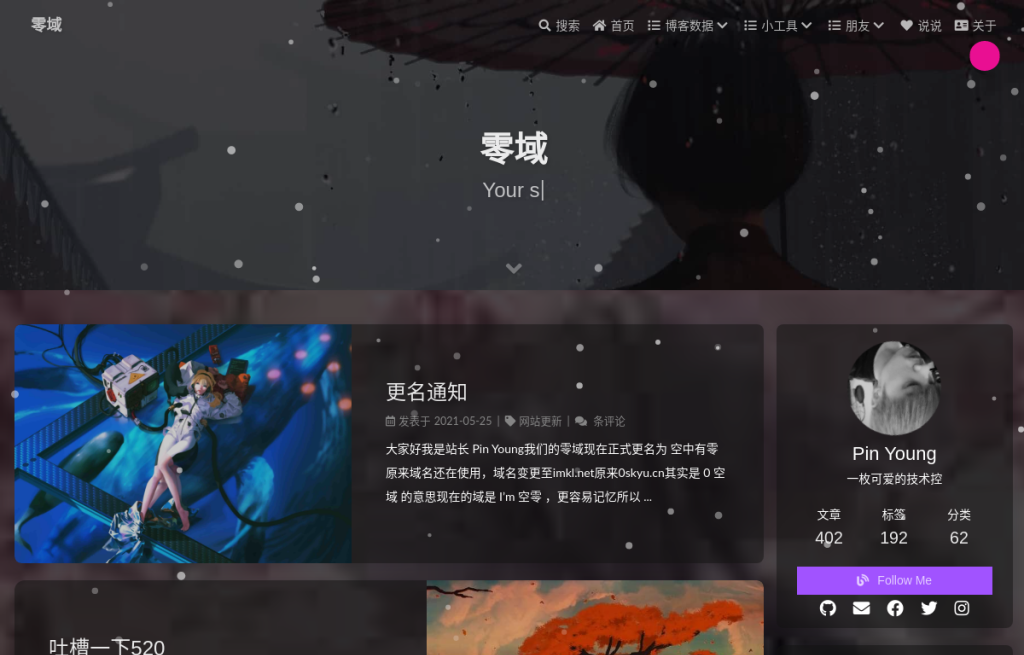 零域
搜索 首页 博客数据 小工具 朋友 说说 关于
零域
Your s|
更名通知
发表于 2021-05-25 | 网站更新 | 条评论
大家好我是站长 Pin Young我们的零域现在正式更名为 空中有零
原来域名还在使用，域名变更至imkl.net原来0skyu.cn其实是 0 空
域 的意思现在的域是 I'm 空零 ，更容易记忆所以 ...
Pin Young
一枚可爱的技术控
文章 标签 分类
402 192 62
Follow Me
吐槽一下520